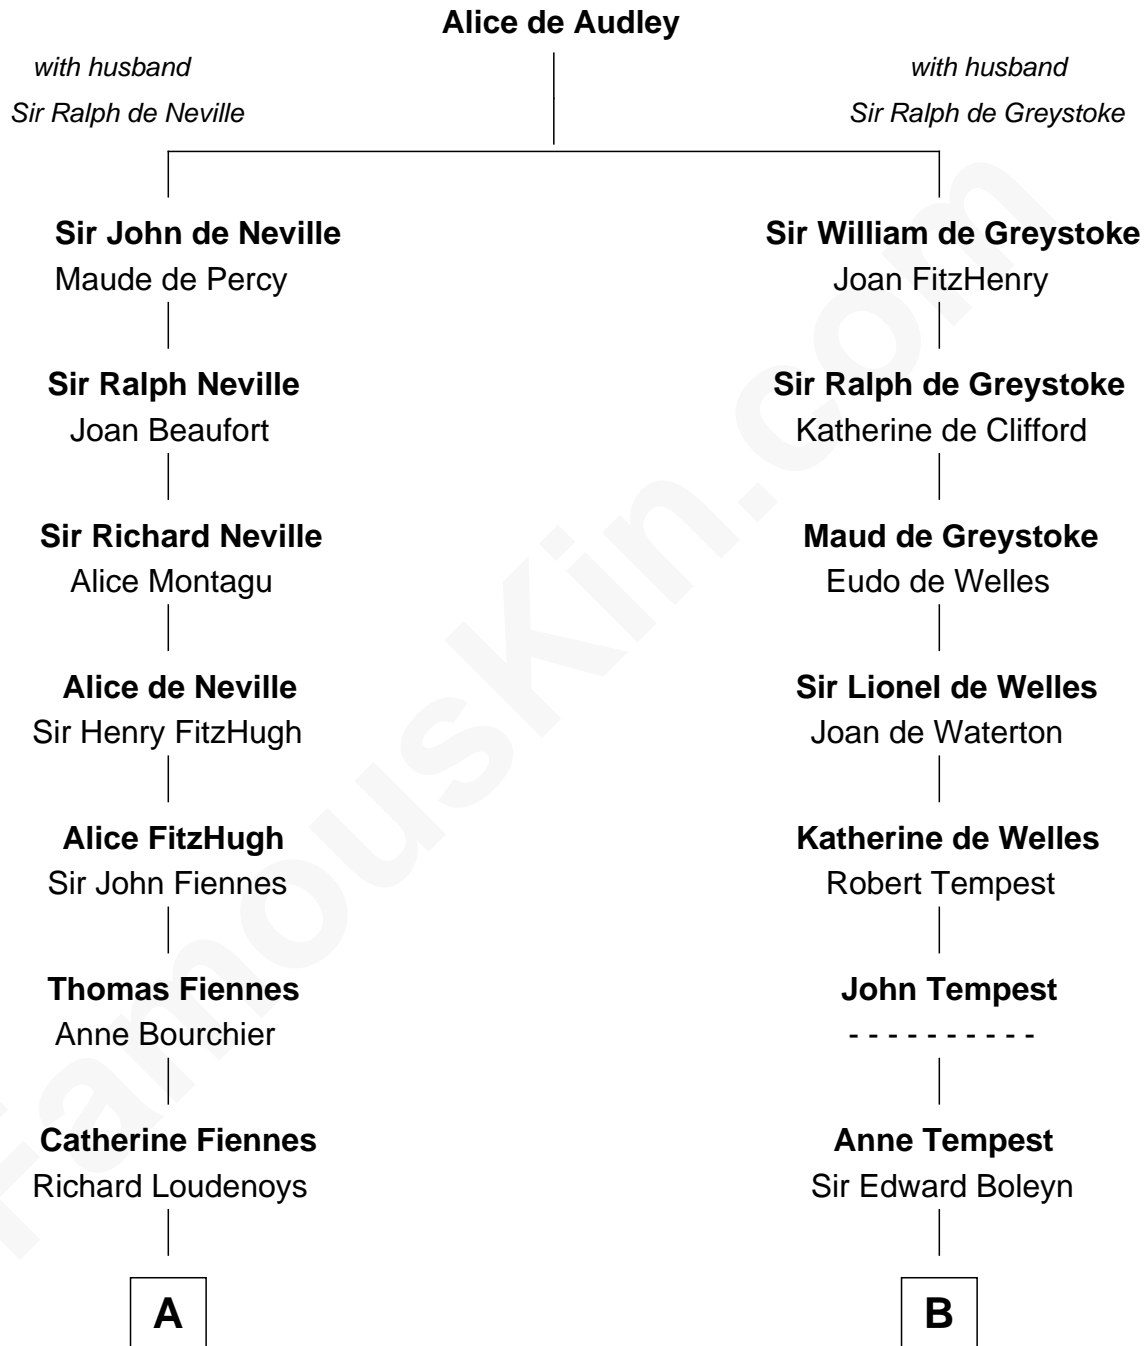 Alice de Audley
with husband
Sir Ralph de Neville
with husband
Sir Ralph de Greystoke
Sir John de Neville
Maude de Percy
Sir William de Greystoke
Joan FitzHenry
Sir Ralph Neville
Joan Beaufort
Sir Ralph de Greystoke
Katherine de Clifford
Sir Richard Neville
Alice Montagu
Maud de Greystoke
Eudo de Welles
Alice de Neville
Sir Henry FitzHugh
Sir Lionel de Welles
Joan de Waterton
Alice FitzHugh
Sir John Fiennes
Katherine de Welles
Robert Tempest
Thomas Fiennes
Anne Bourchier
John Tempest
- - - - - - - - - -
Catherine Fiennes
Richard Loudenoys
Anne Tempest
Sir Edward Boleyn
A
B
FamousKin.com